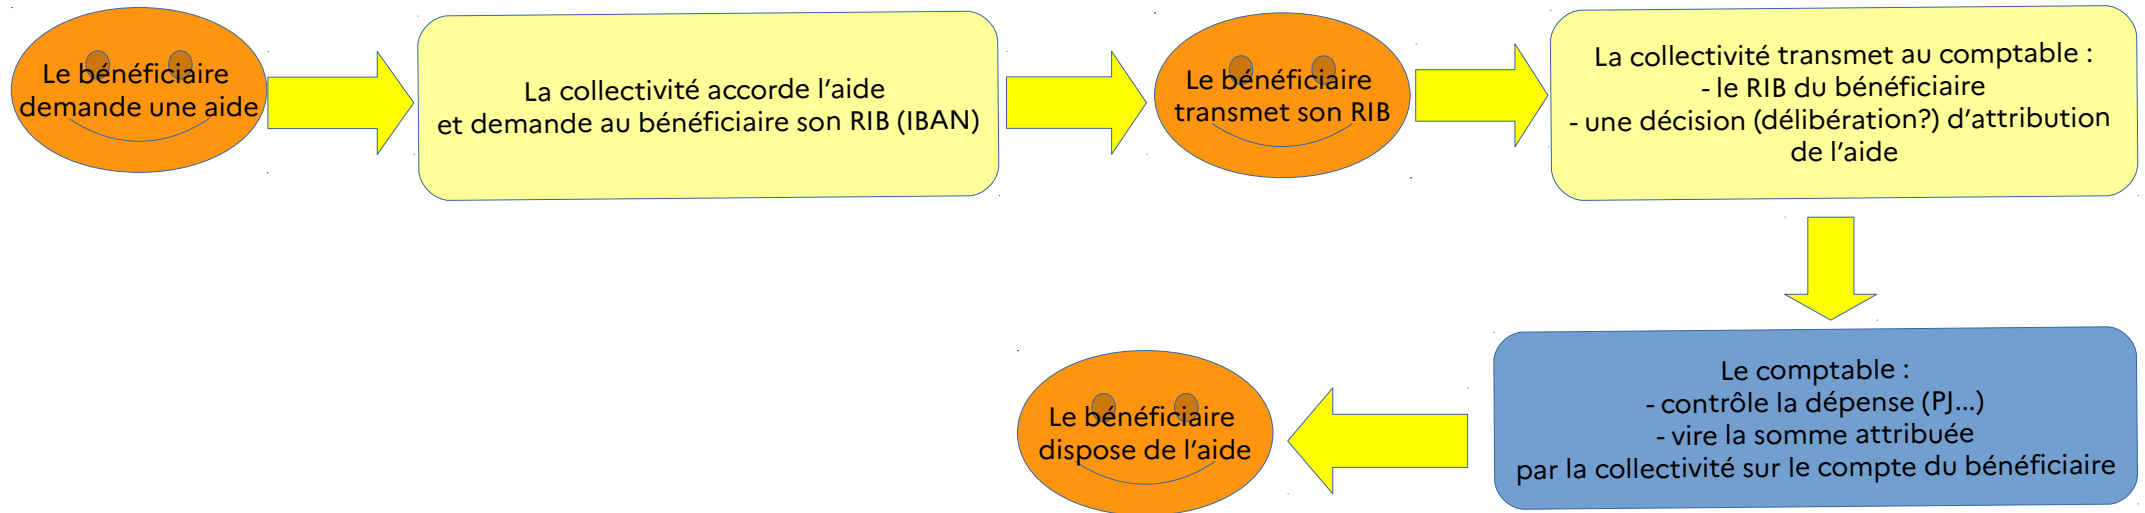 Le bénéficiaire
demande une aide
La collectivité accorde l’aide
et demande au bénéficiaire son RIB (IBAN)
Le bénéficiaire
transmet son RIB
La collectivité transmet au comptable :
- le RIB du bénéficiaire
- une décision (délibération?) d’attribution
de l’aide
Le comptable :
- contrôle la dépense (PJ...)
- vire la somme attribuée
par la collectivité sur le compte du bénéficiaire
Le bénéficiaire
dispose de l’aide